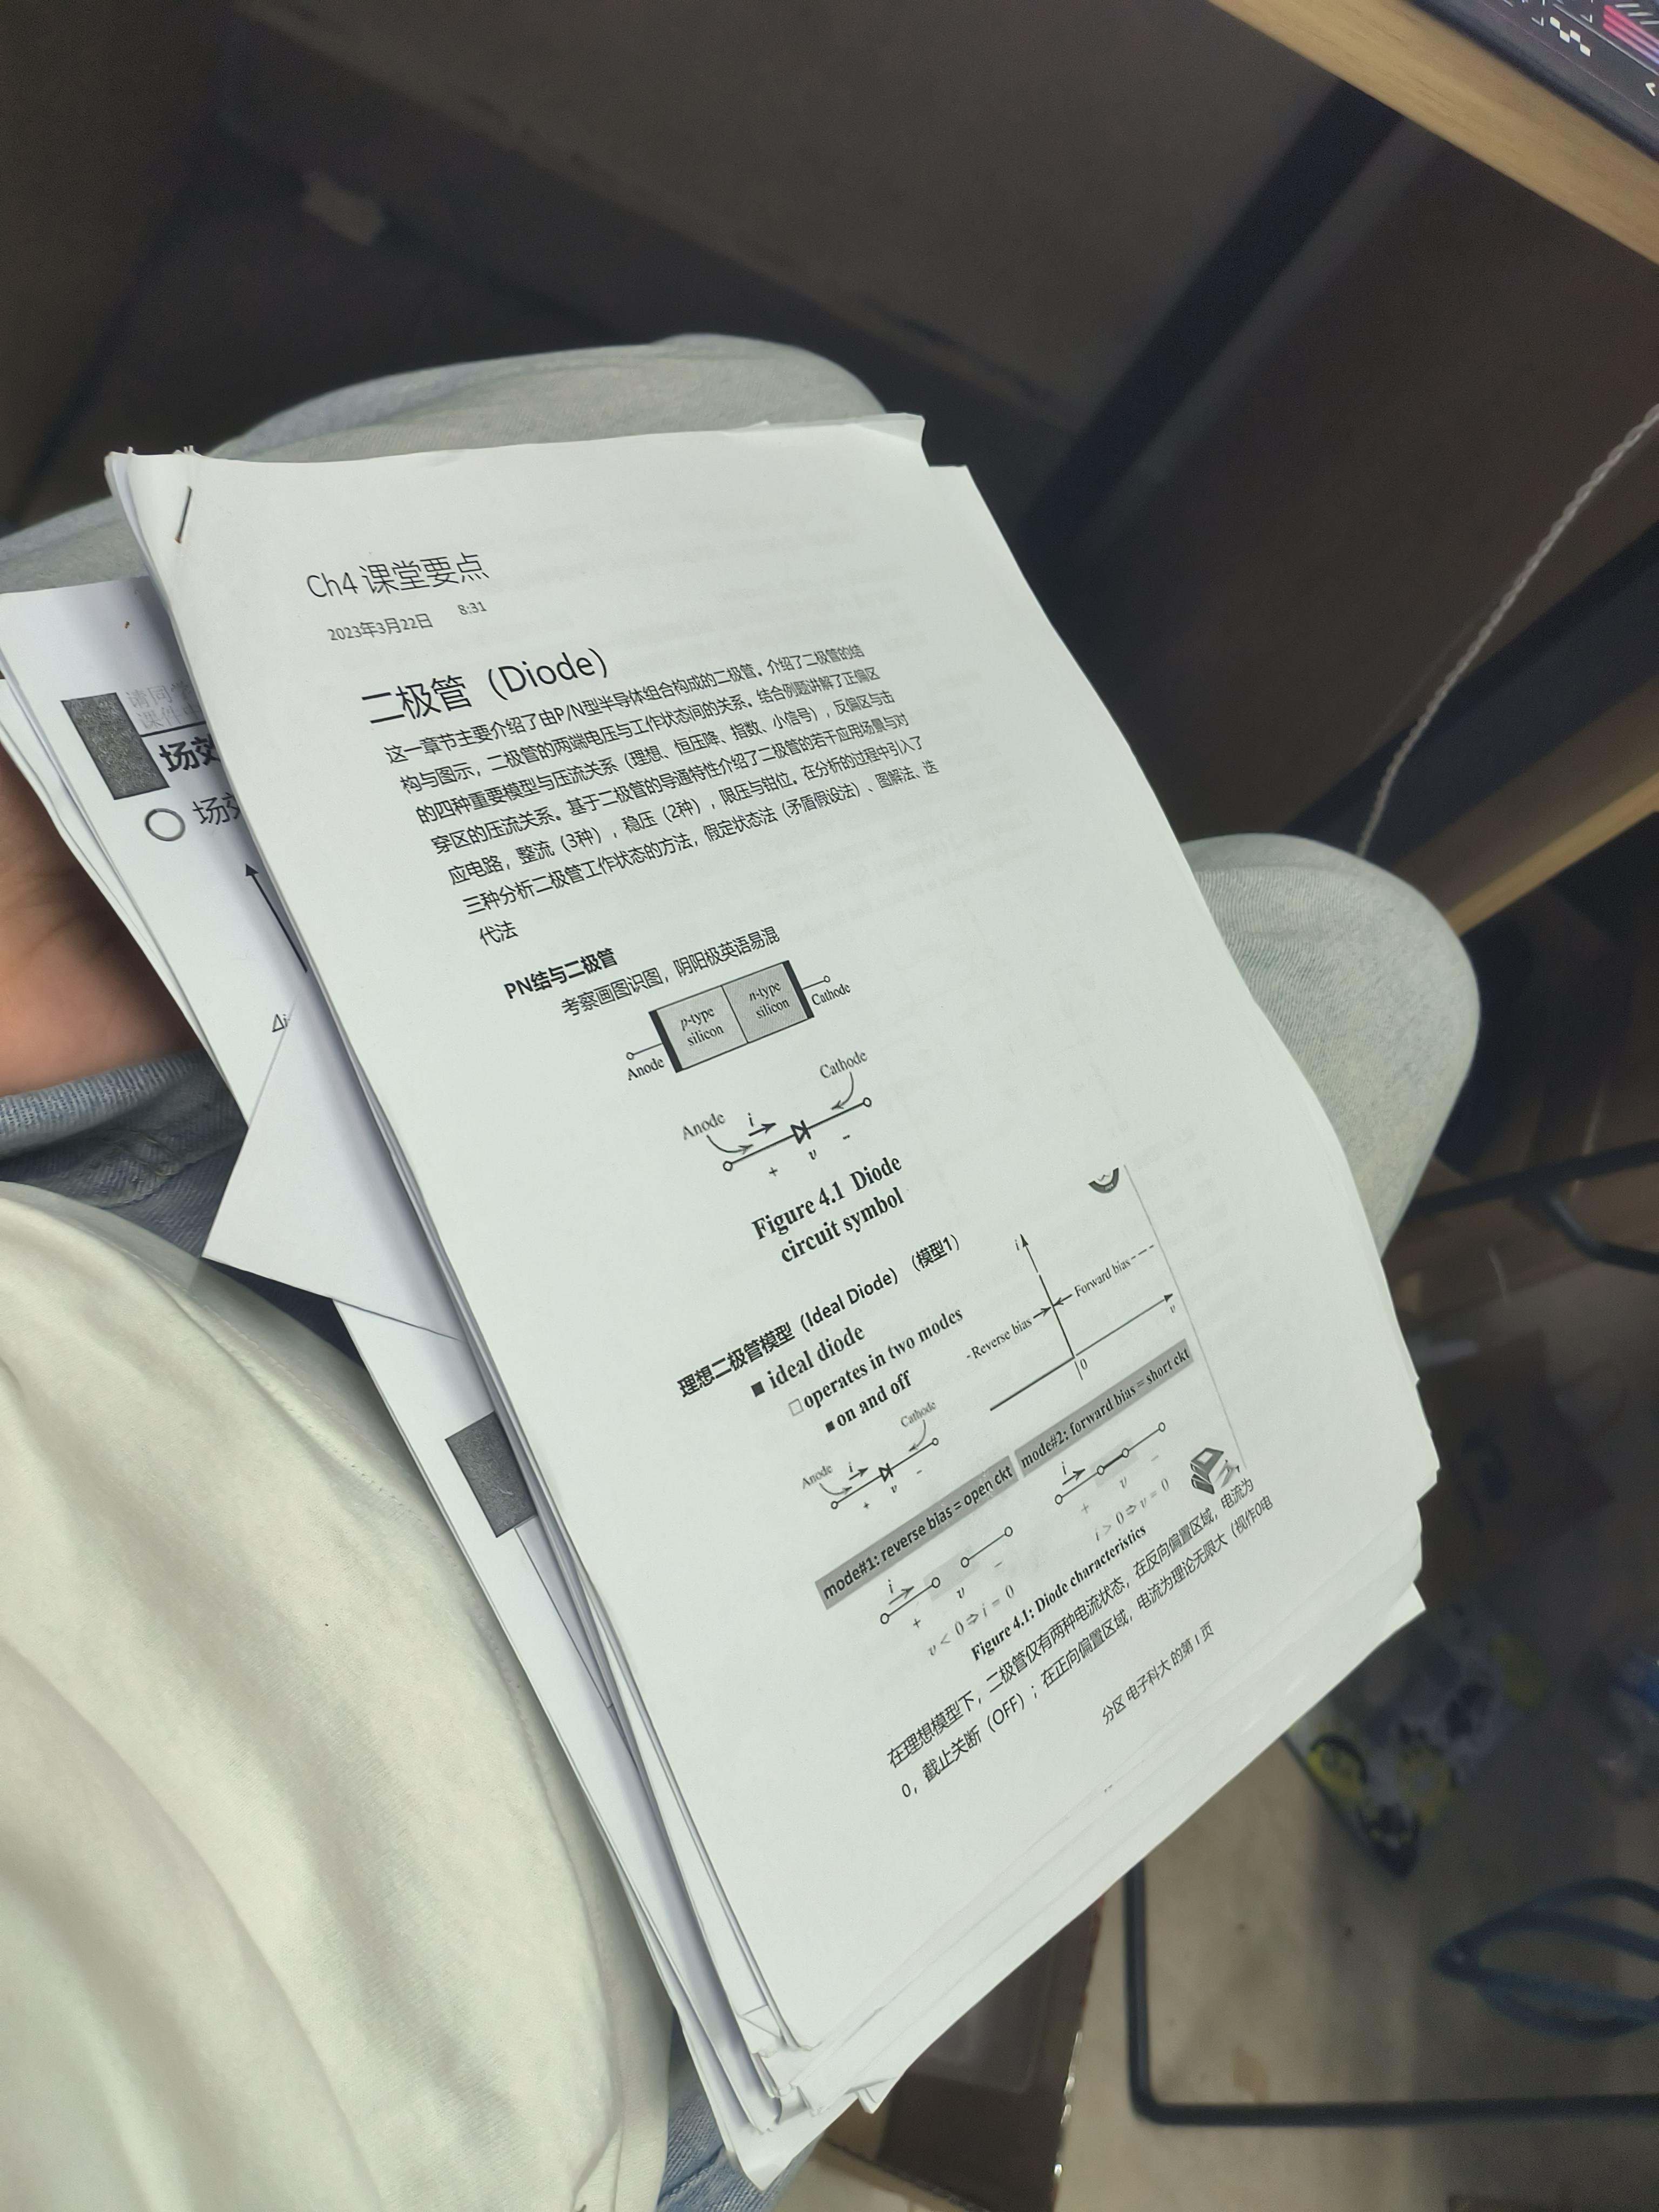 Ch4 课堂要点
2023年3月22日 8:31
二极管（Diode）
这一章节主要介绍了由P/N型半导体组合构成的二极管。介绍了二极管的结
构与图示，二极管的两端电压与工作状态间的关系。结合例题讲解了正偏区
的四种重要模型与压流关系（理想、恒压降、指数、小信号），反偏区与击
穿区的压流关系。基于二极管的导通特性介绍了二极管的若干应用场景与对
应电路，整流（3种），稳压（2种），限压与钳位。在分析的过程中引入了
三种分析二极管工作状态的方法，假定状态法（矛盾假设法）、图解法、迭
代法
PN结与二极管
考察画图识图，阴阳极英语易混
p-type silicon
n-type silicon
Anode
Cathode
Anode
i
Cathode
+ v -
Figure 4.1 Diode
circuit symbol
理想二极管模型（Ideal Diode）（模型1）
■ ideal diode
□ operates in two modes
■ on and off
Anode
i
Cathode
+ v -
i
Forward bias
Reverse bias
v
0
mode#1: reverse bias = open ckt
mode#2: forward bias = short ckt
i
+ v -
v < 0 ⇒ i = 0
i
+ v -
i > 0 ⇒ v = 0
Figure 4.1: Diode characteristics
在理想模型下，二极管仅有两种电流状态，在反向偏置区域，电流为
0，截止关断（OFF）；在正向偏置区域，电流为理论无限大（视作0电
分区 电子科大 的第 1 页
请同学
课件
场效
场效
Δi